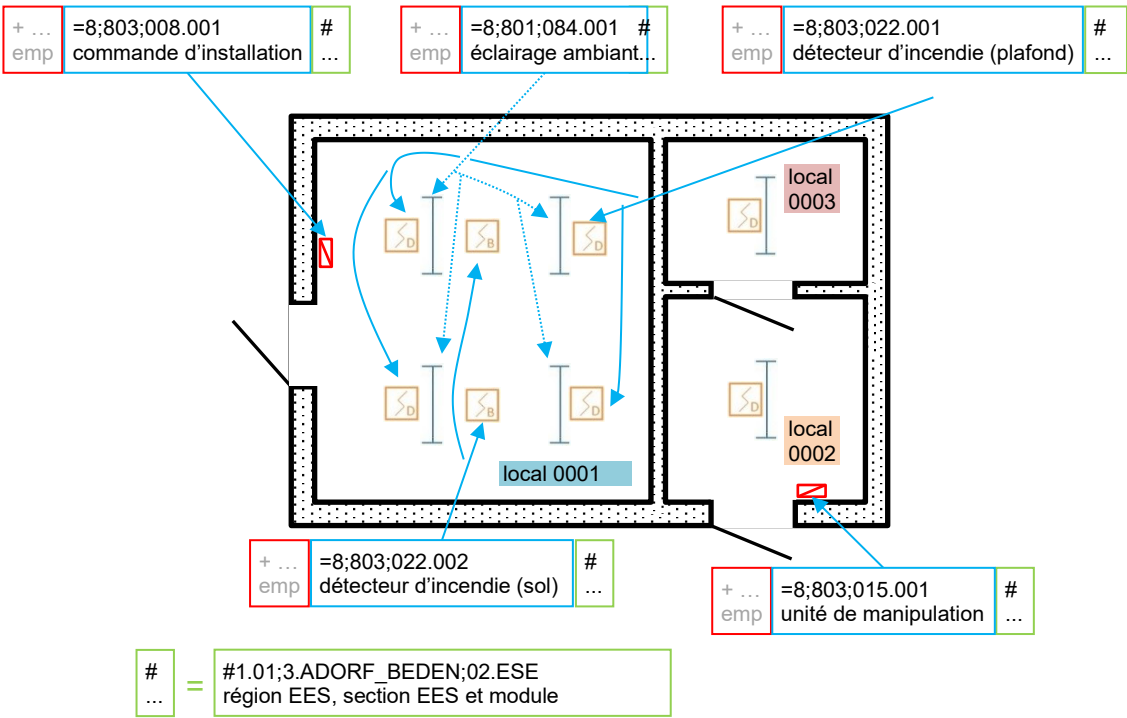 + …
emp
=8;803;008.001
commande d’installation
#
...
+ …
emp
=8;801;084.001
éclairage ambiant
#
...
+ …
emp
=8;803;022.001
détecteur d’incendie (plafond)
#
...
local
0003
D
D
B
D
D
B
D
D
local
0002
local 0001
+ …
emp
=8;803;022.002
détecteur d’incendie (sol)
#
...
+ …
emp
=8;803;015.001
unité de manipulation
#
...
#
...
=
#1.01;3.ADORF_BEDEN;02.ESE
région EES, section EES et module